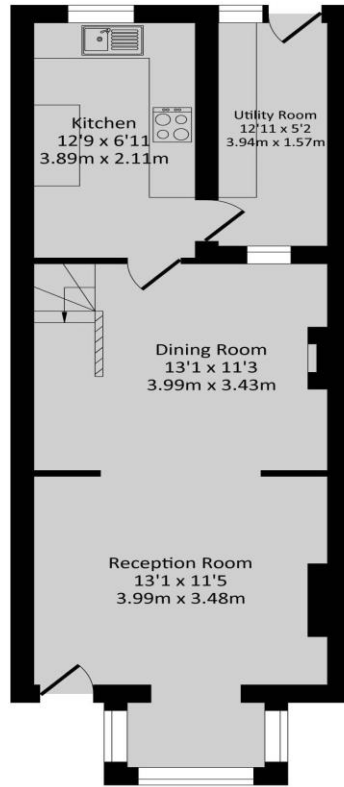 Kitchen
12'9 x 6'11
3.89m x 2.11m
Utility Room
12'11 x 5'2
3.94m x 1.57m
Dining Room
13'1 x 11'3
3.99m x 3.43m
Reception Room
13'1 x 11'5
3.99m x 3.48m